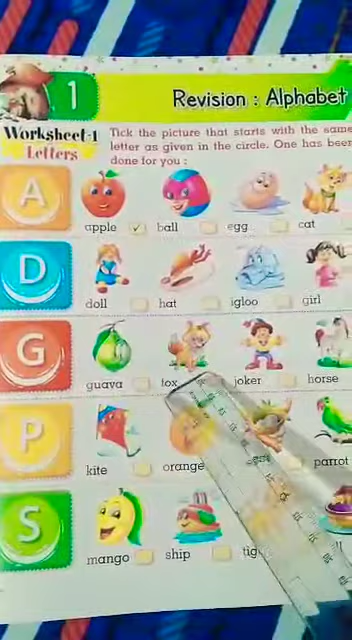 1
Revision : Alphabet
Worksheet-1
Letters
Tick the picture that starts with the same
letter as given in the circle. One has been
done for you :
A
apple ✓ ball egg cat
D
doll hat igloo girl
G
guava fox joker horse
P
kite orange parrot
S
mango ship